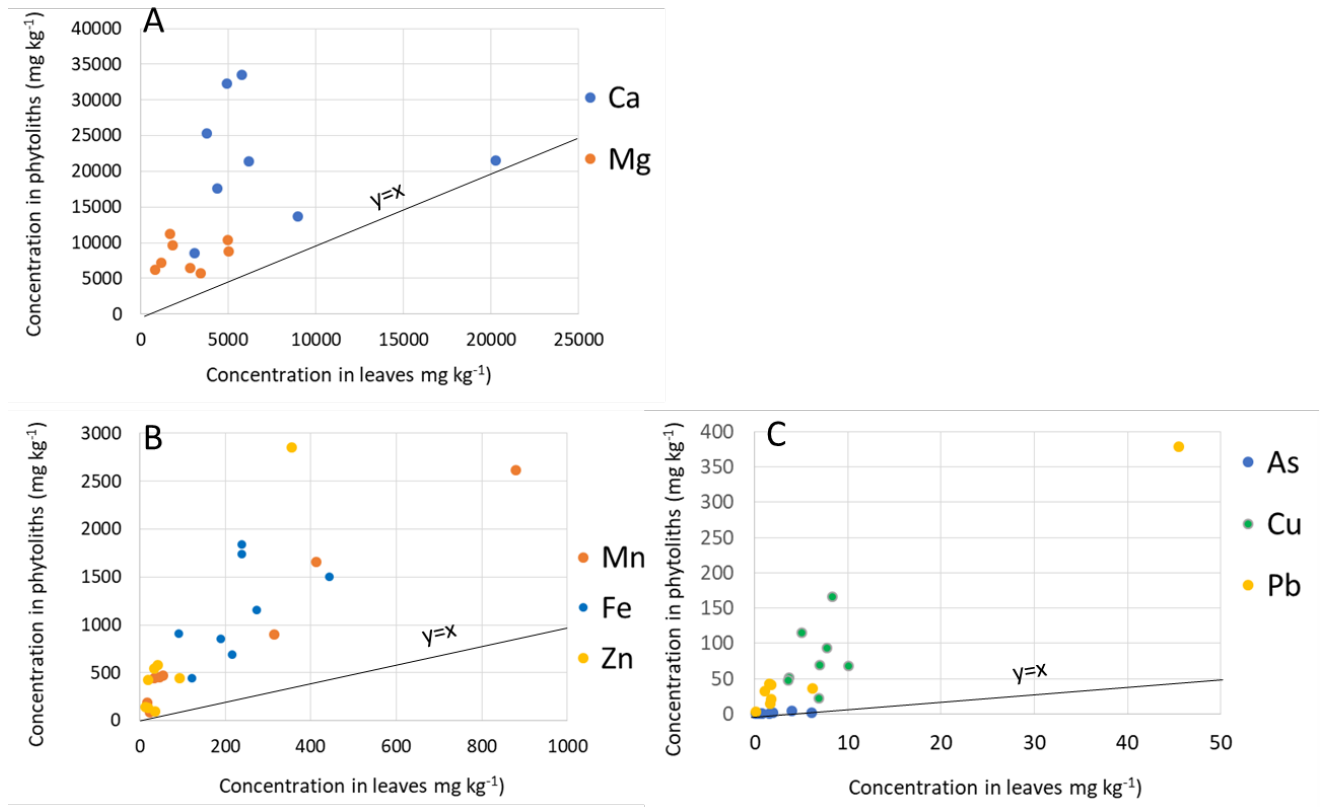 A
Concentration in phytoliths (mg kg⁻¹)
40000
35000
30000
25000
20000
15000
10000
5000
0
y=x
0 5000 10000 15000 20000 25000
Concentration in leaves mg kg⁻¹)
Ca
Mg
B
Concentration in phytoliths (mg kg⁻¹)
3000
2500
2000
1500
1000
500
0
y=x
0 200 400 600 800 1000
Concentration in leaves mg kg⁻¹)
Mn
Fe
Zn
C
Concentration in phytoliths (mg kg⁻¹)
400
350
300
250
200
150
100
50
0
y=x
0 10 20 30 40 50
Concentration in leaves mg kg⁻¹)
As
Cu
Pb